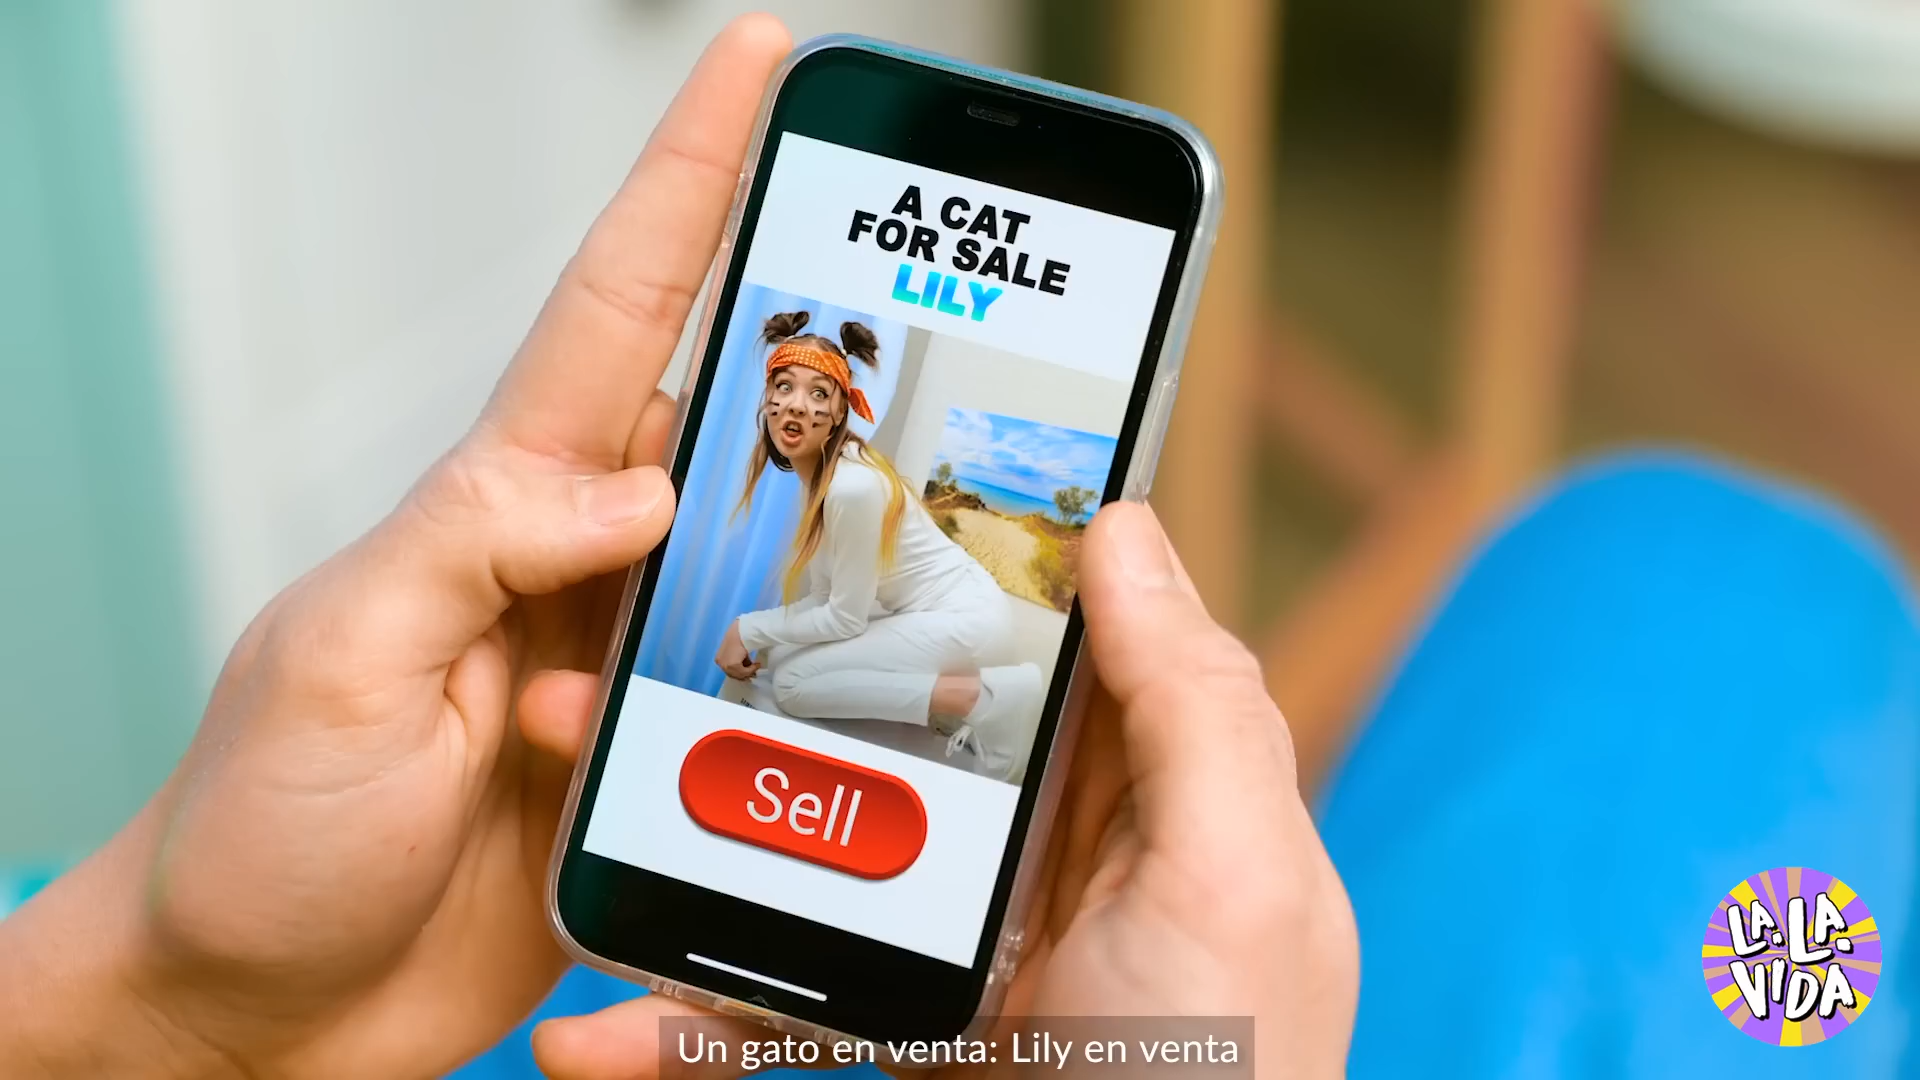 A CAT
FOR SALE
LILY
Sell
LA LA
VIDA
Un gato en venta: Lily en venta